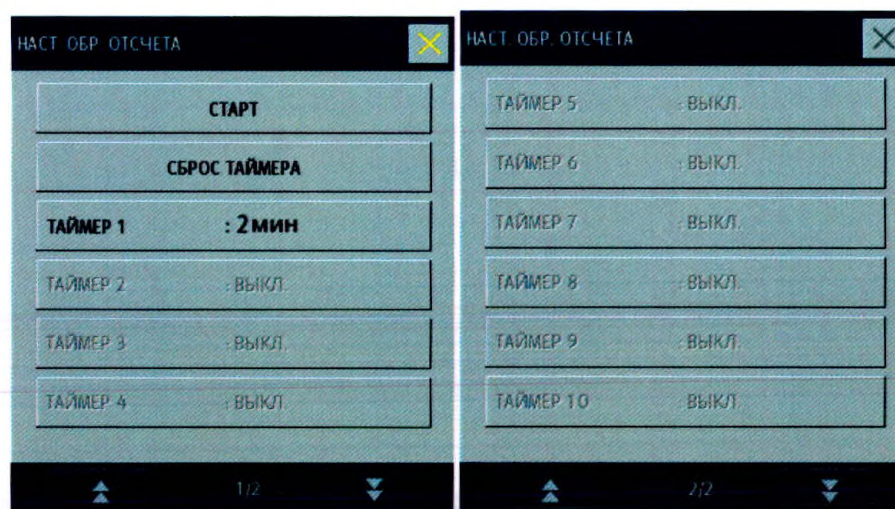 НАСТ. ОБР. ОТСЧЕТА
СТАРТ
СБРОС ТАЙМЕРА
ТАЙМЕР 1 : 2 мин
ТАЙМЕР 2 : ВЫКЛ.
ТАЙМЕР 3 : ВЫКЛ.
ТАЙМЕР 4 : ВЫКЛ.
1/2
НАСТ. ОБР. ОТСЧЕТА
ТАЙМЕР 5 : ВЫКЛ.
ТАЙМЕР 6 : ВЫКЛ.
ТАЙМЕР 7 : ВЫКЛ.
ТАЙМЕР 8 : ВЫКЛ.
ТАЙМЕР 9 : ВЫКЛ.
ТАЙМЕР 10 : ВЫКЛ.
2/2